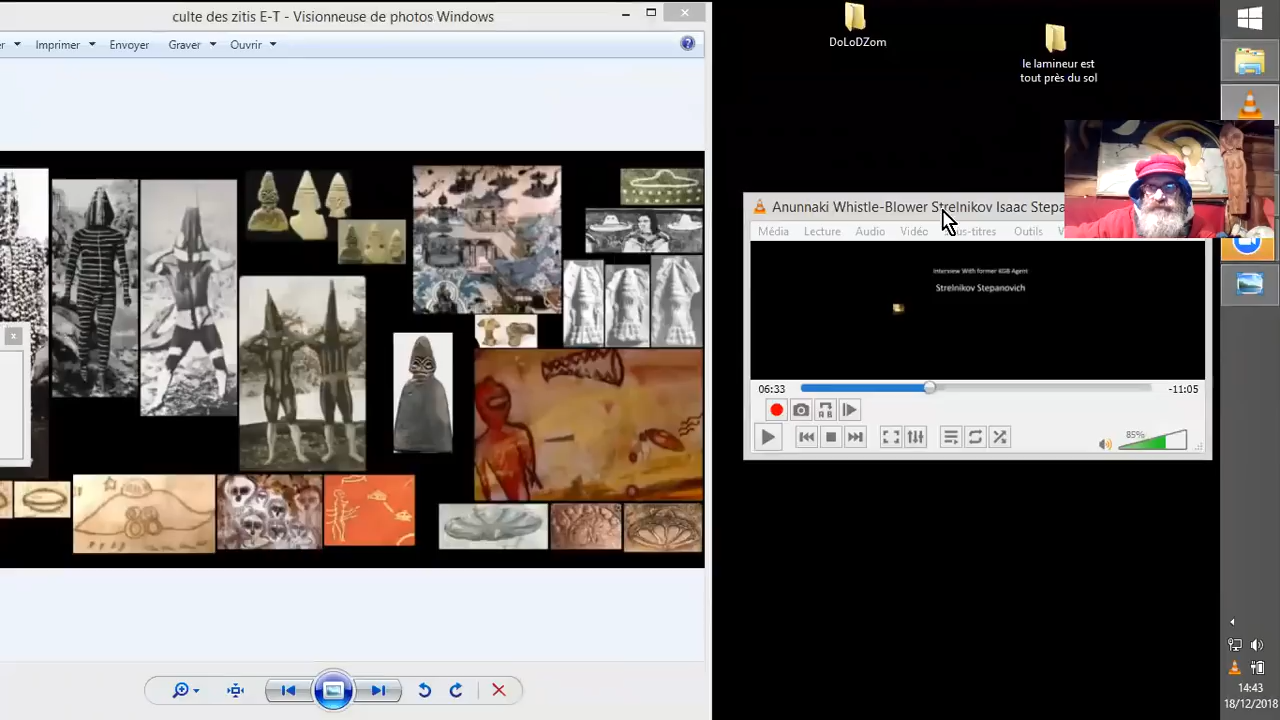 culte des zitis E-T - Visionneuse de photos Windows
Imprimer
Envoyer
Graver
Ouvrir
DoLoDZom
le lamineur est
tout près du sol
Anunnaki Whistle-Blower Strelnikov Isaac Stepa
Média
Lecture
Audio
Vidéo
Outils
Interview With former KGB Agent
Strelnikov Stepanovich
06:33
-11:05
85%
14:43
18/12/2018